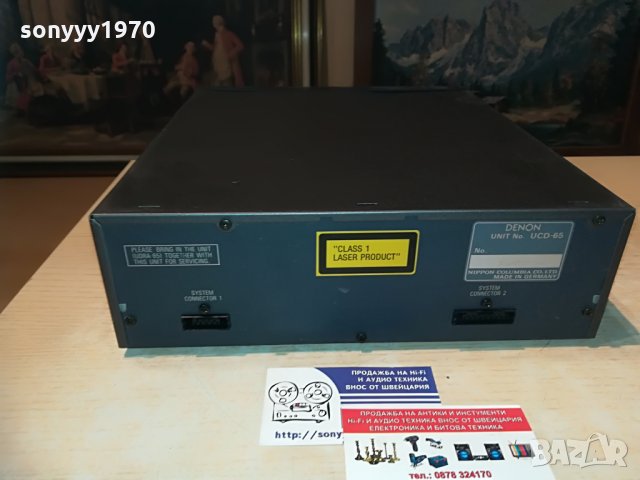 sonyyy1970
PLEASE BRING IN THE UNIT
(UDRA-65) TOGETHER WITH
THIS UNIT FOR SERVICING.
"CLASS 1
LASER PRODUCT"
DENON
UNIT No. UCD-65
No.
NIPPON COLUMBIA CO.,LTD.
MADE IN GERMANY
SYSTEM
CONNECTOR 1
SYSTEM
CONNECTOR 2
ПРОДАЖБА НА Hi-Fi
И АУДИО ТЕХНИКА
ВНОС ОТ ШВЕЙЦАРИЯ
http://sony
ПРОДАЖБА НА АНТИКИ И ИНСТУМЕНТИ
Hi-Fi И АУДИО ТЕХНИКА ВНОС ОТ ШВЕЙЦАРИЯ
ЕЛЕКТРОНИКА И БИТОВА ТЕХНИКА
тел.: 0878 324170
BAZAR